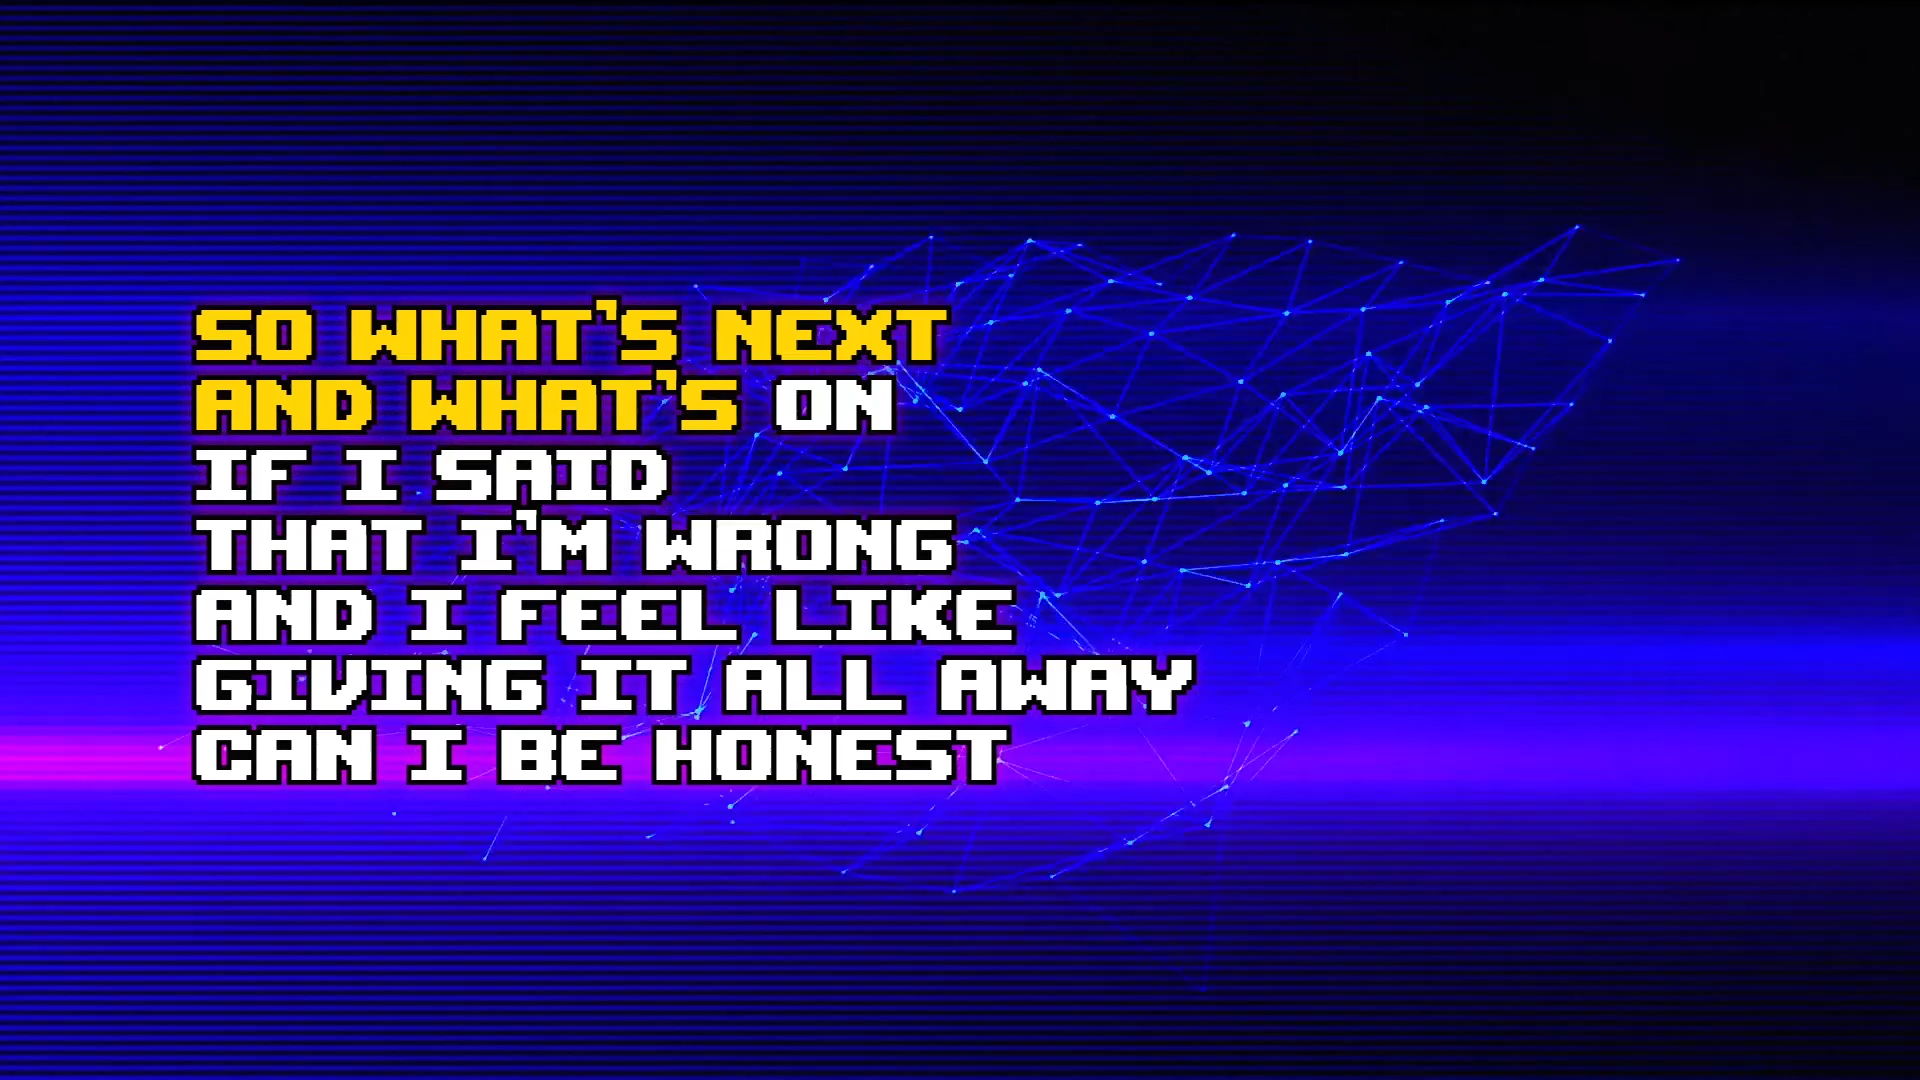 SO WHAT'S NEXT
AND WHAT'S ON
IF I SAID
THAT I'M WRONG
AND I FEEL LIKE
GIVING IT ALL AWAY
CAN I BE HONEST